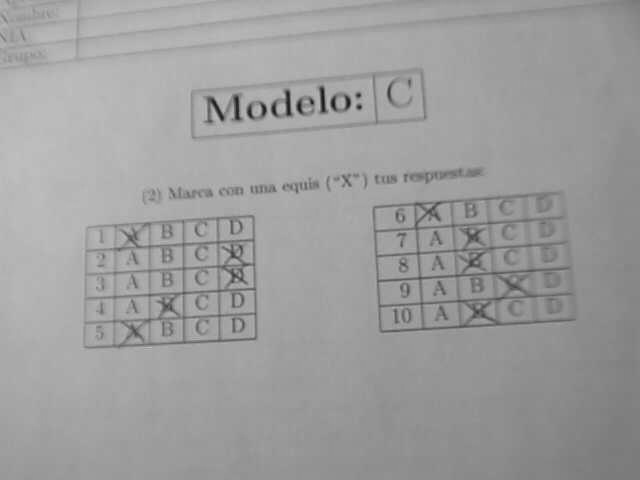 Nombre:
NIA:
Grupo:
Modelo: C
(2) Marca con una equis ("X") tus respuestas:
1 A B C D
2 A B C D
3 A B C D
4 A B C D
5 A B C D
6 A B C D
7 A B C D
8 A B C D
9 A B C D
10 A B C D